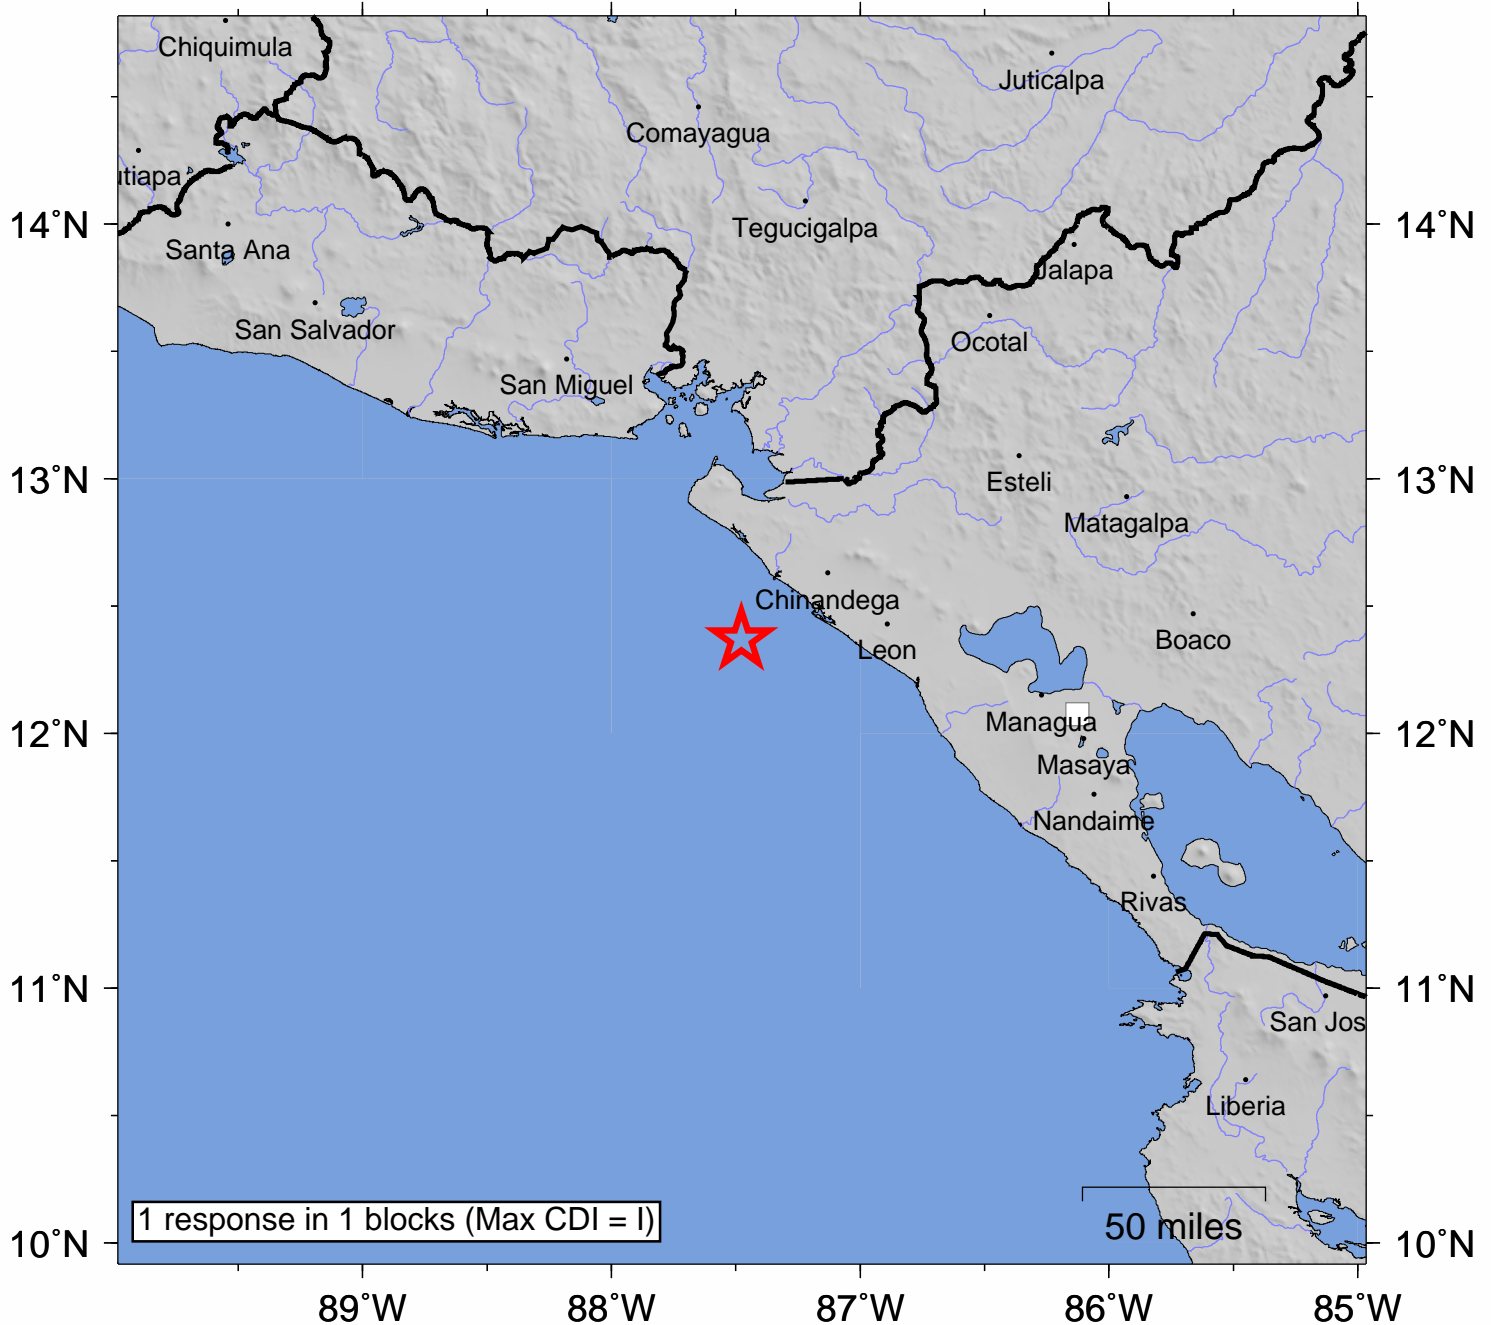 Chiquimula
Juticalpa
Comayagua
utiapa
14°N
Tegucigalpa
14°N
Santa Ana
Jalapa
San Salvador
Ocotal
San Miguel
13°N
Esteli
13°N
Matagalpa
Chinandega
Leon
Boaco
12°N
Managua
12°N
Masaya
Nandaime
Rivas
11°N
11°N
San Jos
Liberia
1 response in 1 blocks (Max CDI = I)
50 miles
10°N
10°N
89°W
88°W
87°W
86°W
85°W